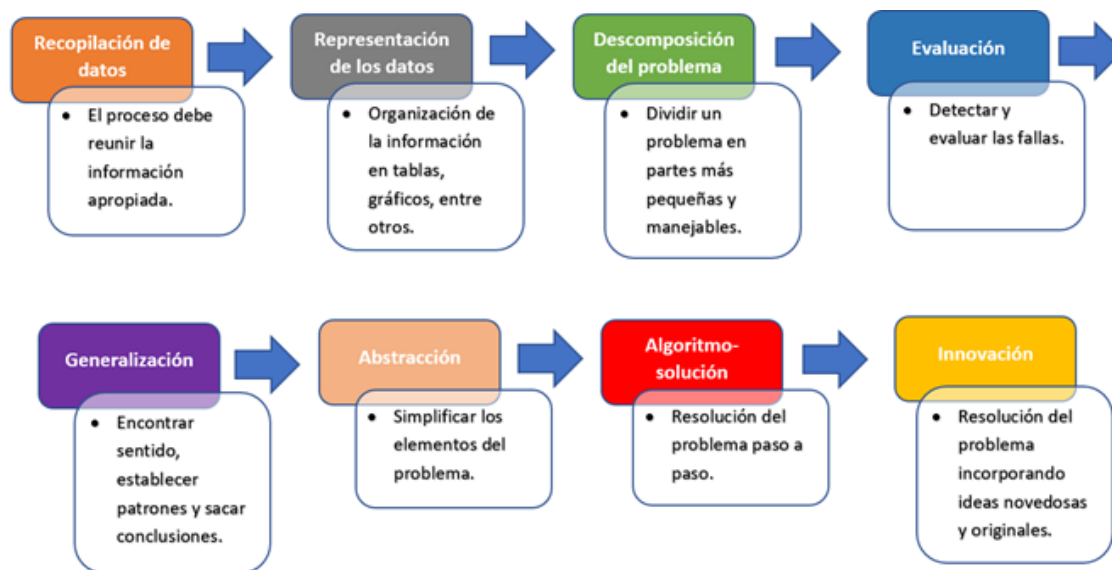 Recopilación de
datos
• El proceso debe
reunir la
información
apropiada.
Representación
de los datos
• Organización de
la información
en tablas,
gráficos, entre
otros.
Descomposición
del problema
• Dividir un
problema en
partes más
pequeñas y
manejables.
Evaluación
• Detectar y
evaluar las fallas.
Generalización
• Encontrar
sentido,
establecer
patrones y sacar
conclusiones.
Abstracción
• Simplificar los
elementos del
problema.
Algoritmo-
solución
• Resolución del
problema paso a
paso.
Innovación
• Resolución del
problema
incorporando
ideas novedosas
y originales.